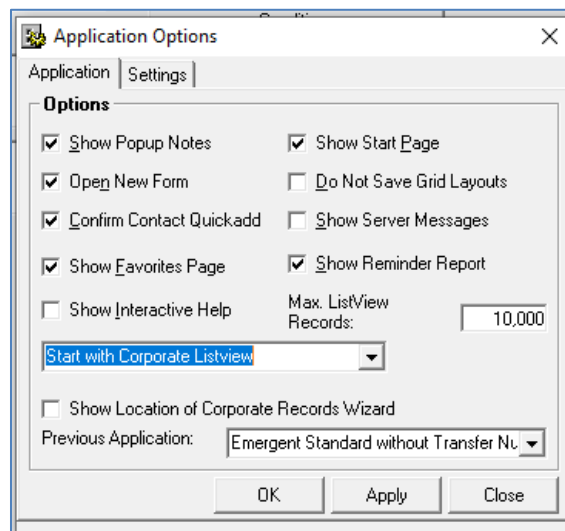 Application Options
Application
Settings
Options
Show Popup Notes
Show Start Page
Open New Form
Do Not Save Grid Layouts
Confirm Contact Quickadd
Show Server Messages
Show Favorites Page
Show Reminder Report
Show Interactive Help
Max. ListView
Records:
10,000
Start with Corporate Listview
Show Location of Corporate Records Wizard
Previous Application:
Emergent Standard without Transfer Nu
OK
Apply
Close